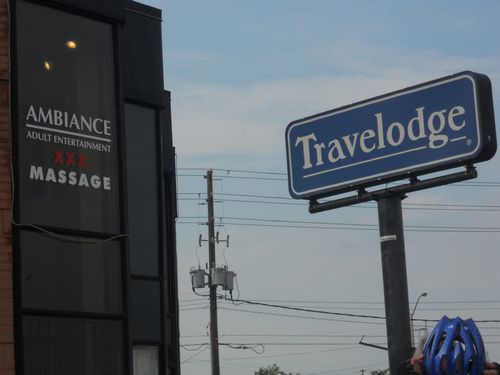 AMBIANCE
ADULT ENTERTAINMENT
XXX
MASSAGE
Travelodge®